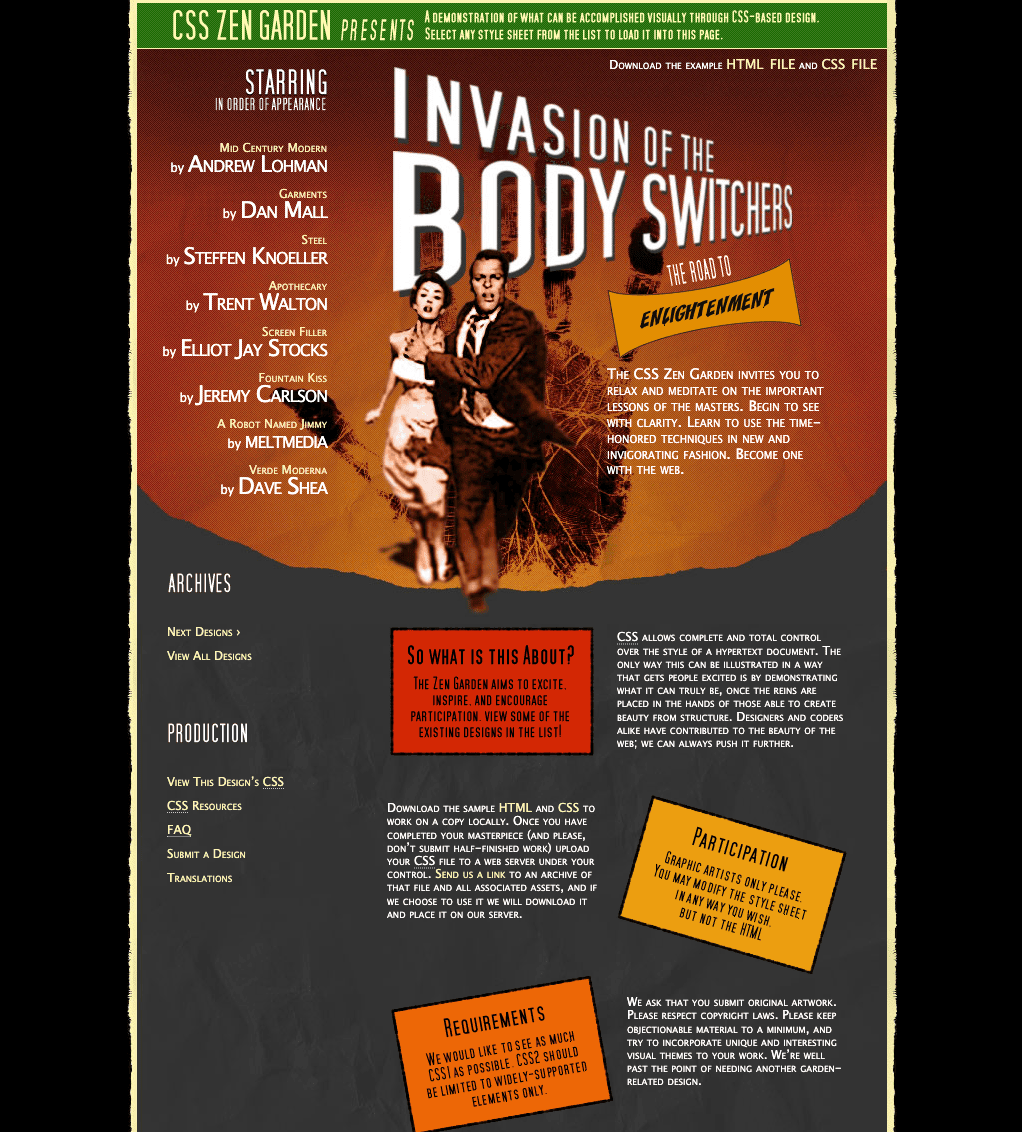 CSS ZEN GARDEN PRESENTS
A DEMONSTRATION OF WHAT CAN BE ACCOMPLISHED VISUALLY THROUGH CSS-BASED DESIGN.
SELECT ANY STYLE SHEET FROM THE LIST TO LOAD IT INTO THIS PAGE.
Download the example HTML FILE and CSS FILE
STARRING
IN ORDER OF APPEARANCE
Mid Century Modern
by Andrew Lohman
Garments
by Dan Mall
Steel
by Steffen Knoeller
Apothecary
by Trent Walton
Screen Filler
by Elliot Jay Stocks
Fountain Kiss
by Jeremy Carlson
A Robot Named Jimmy
by meltmedia
Verde Moderna
by Dave Shea
INVASION OF THE
BODY SWITCHERS
THE ROAD TO
ENLIGHTENMENT
The CSS Zen Garden invites you to
relax and meditate on the important
lessons of the masters. Begin to see
with clarity. Learn to use the time-
honored techniques in new and
invigorating fashion. Become one
with the web.
ARCHIVES
Next Designs ›
View All Designs
PRODUCTION
View This Design's CSS
CSS Resources
FAQ
Submit a Design
Translations
So what is this About?
The Zen Garden aims to excite,
inspire, and encourage
participation. view some of the
existing designs in the list!
CSS allows complete and total control
over the style of a hypertext document. The
only way this can be illustrated in a way
that gets people excited is by demonstrating
what it can truly be, once the reins are
placed in the hands of those able to create
beauty from structure. Designers and coders
alike have contributed to the beauty of the
web; we can always push it further.
Download the sample HTML and CSS to
work on a copy locally. Once you have
completed your masterpiece (and please,
don't submit half-finished work) upload
your CSS file to a web server under your
control. Send us a link to an archive of
that file and all associated assets, and if
we choose to use it we will download it
and place it on our server.
Participation
Graphic artists only please.
You may modify the style sheet
in any way you wish,
but not the HTML
Requirements
We would like to see as much
CSS1 as possible. CSS2 should
be limited to widely-supported
elements only.
We ask that you submit original artwork.
Please respect copyright laws. Please keep
objectionable material to a minimum, and
try to incorporate unique and interesting
visual themes to your work. We're well
past the point of needing another garden-
related design.